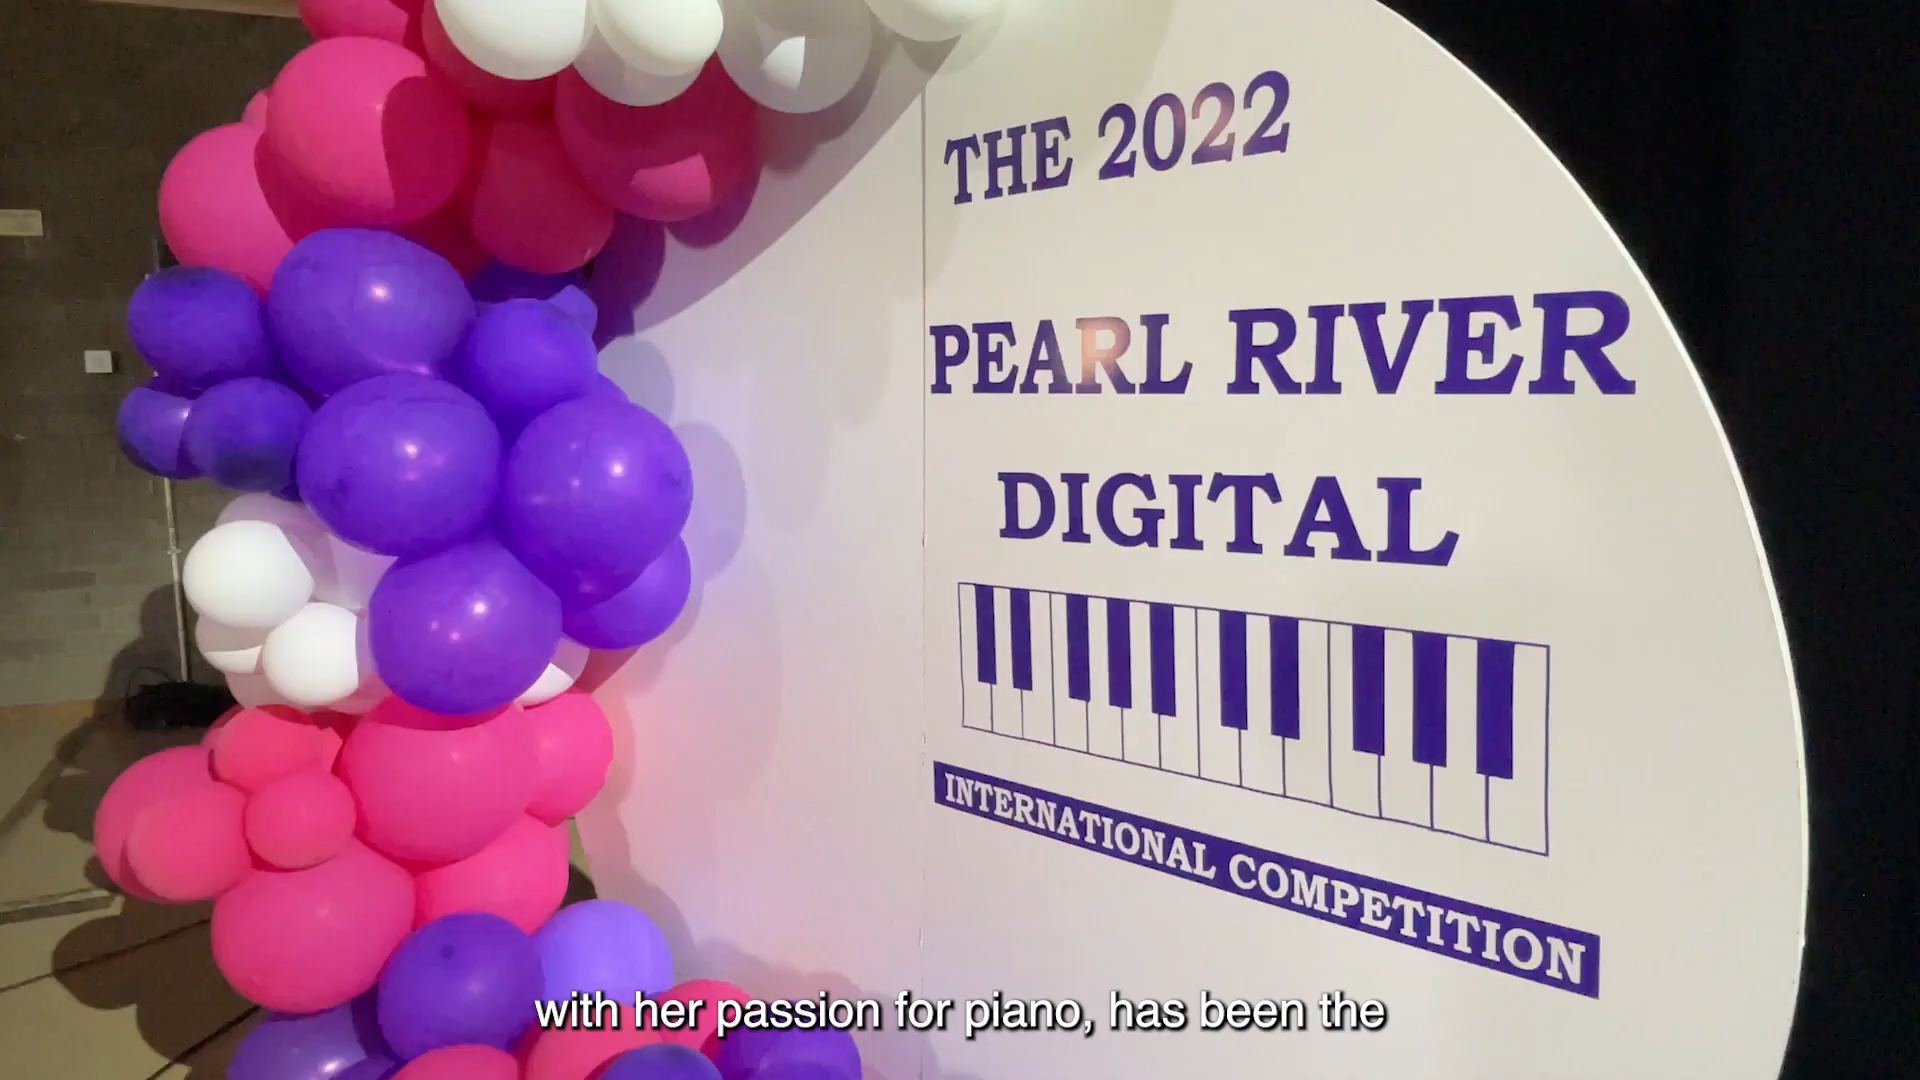 THE 2022
PEARL RIVER
DIGITAL
INTERNATIONAL COMPETITION
with her passion for piano, has been the